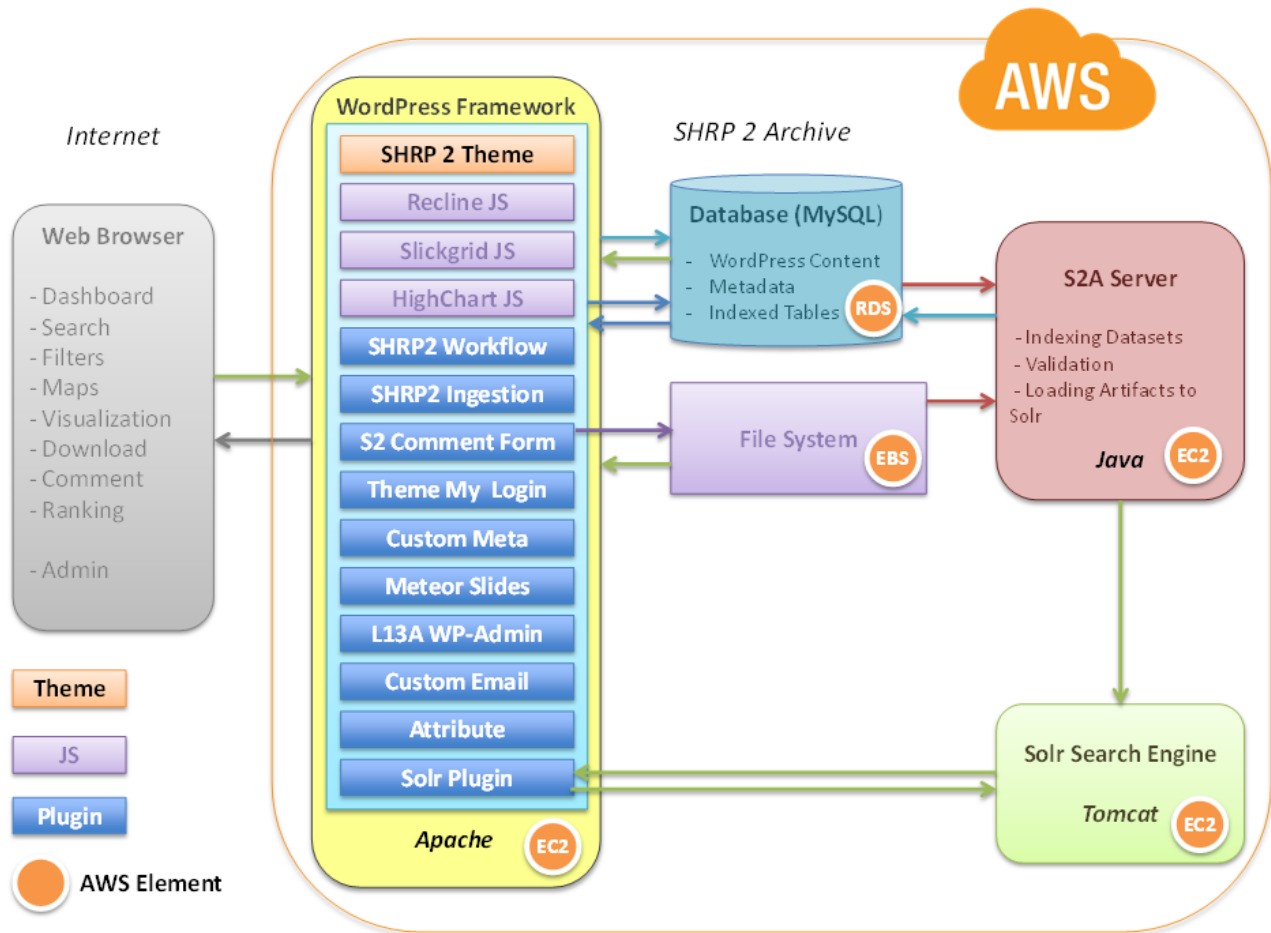 AWS
Internet
SHRP 2 Archive
Web Browser
- Dashboard
- Search
- Filters
- Maps
- Visualization
- Download
- Comment
- Ranking
- Admin
WordPress Framework
SHRP 2 Theme
Recline JS
Slickgrid JS
HighChart JS
SHRP2 Workflow
SHRP2 Ingestion
S2 Comment Form
Theme My Login
Custom Meta
Meteor Slides
L13A WP-Admin
Custom Email
Attribute
Solr Plugin
Apache
EC2
Database (MySQL)
- WordPress Content
- Metadata
- Indexed Tables
RDS
File System
EBS
S2A Server
- Indexing Datasets
- Validation
- Loading Artifacts to
Solr
Java
EC2
Solr Search Engine
Tomcat
EC2
Theme
JS
Plugin
AWS Element